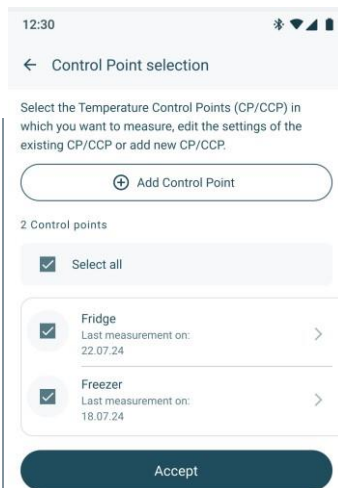 12:30
Control Point selection
Select the Temperature Control Points (CP/CCP) in
which you want to measure, edit the settings of the
existing CP/CCP or add new CP/CCP.
Add Control Point
2 Control points
Select all
Fridge
Last measurement on:
22.07.24
Freezer
Last measurement on:
18.07.24
Accept